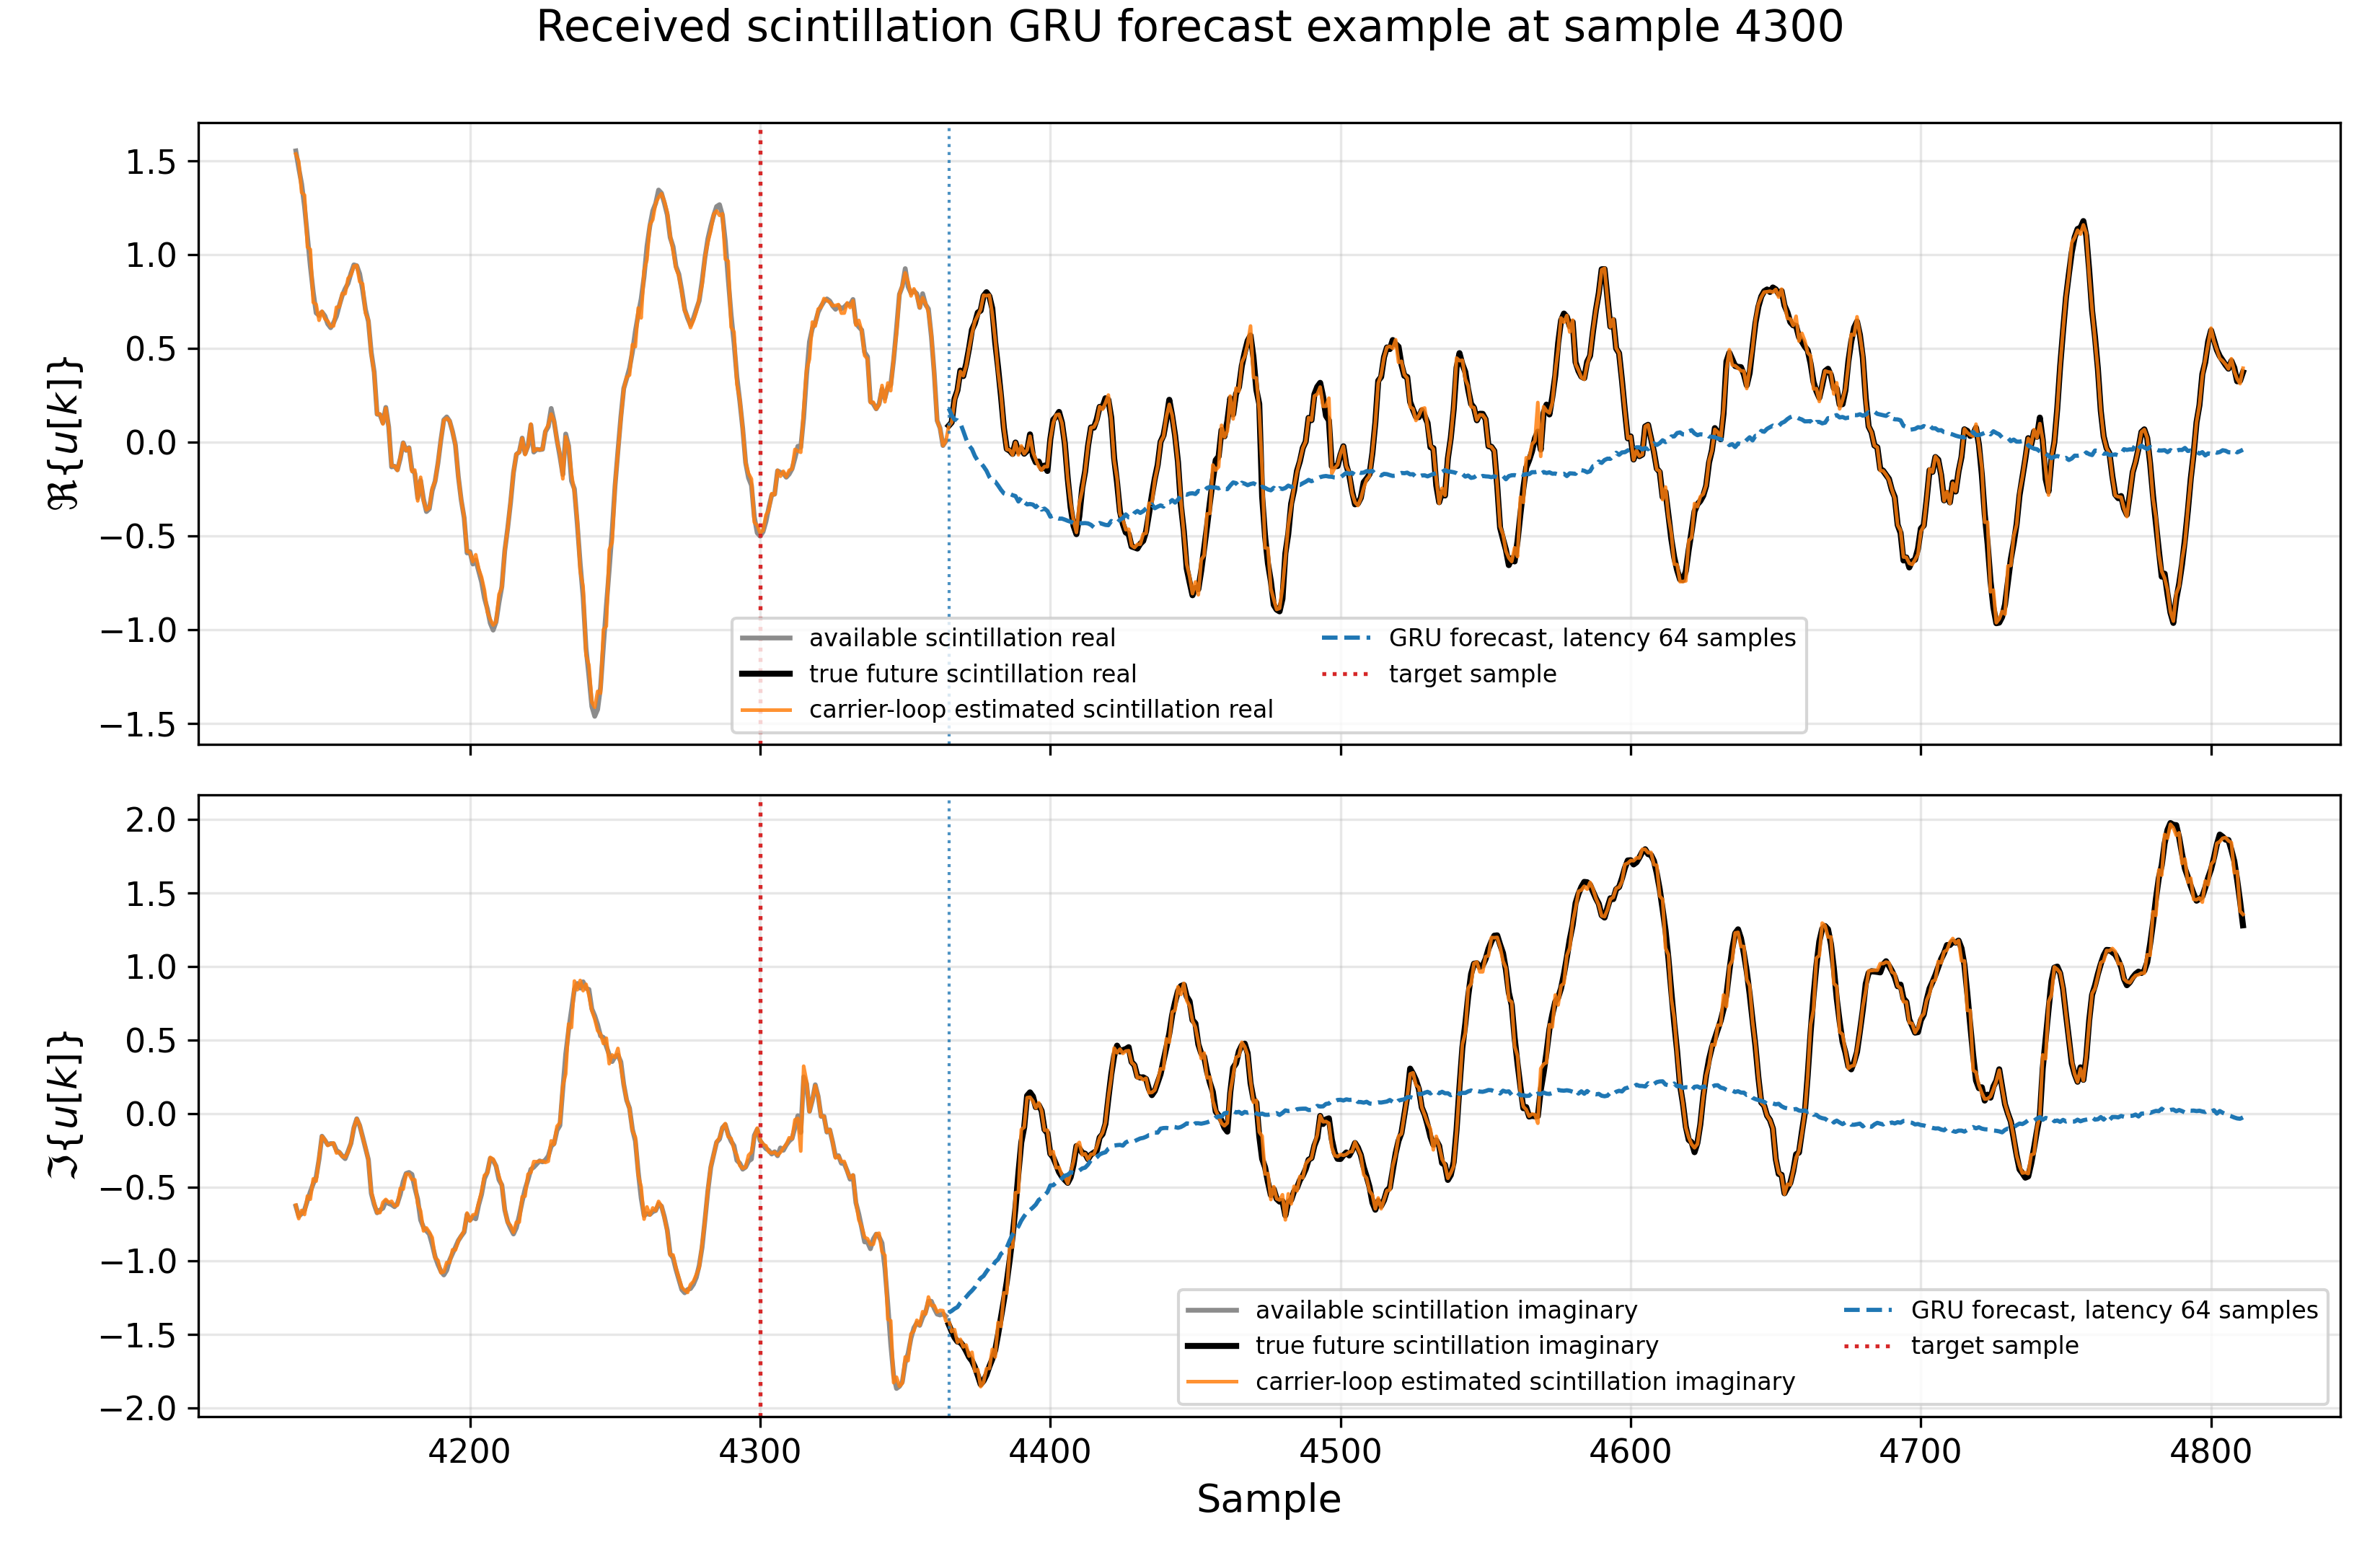 Received scintillation GRU forecast example at sample 4300
ℜ{u[k]}
1.5
1.0
0.5
0.0
−0.5
−1.0
−1.5
available scintillation real
true future scintillation real
carrier-loop estimated scintillation real
GRU forecast, latency 64 samples
target sample
ℑ{u[k]}
2.0
1.5
1.0
0.5
0.0
−0.5
−1.0
−1.5
−2.0
available scintillation imaginary
true future scintillation imaginary
carrier-loop estimated scintillation imaginary
GRU forecast, latency 64 samples
target sample
4200 4300 4400 4500 4600 4700 4800
Sample